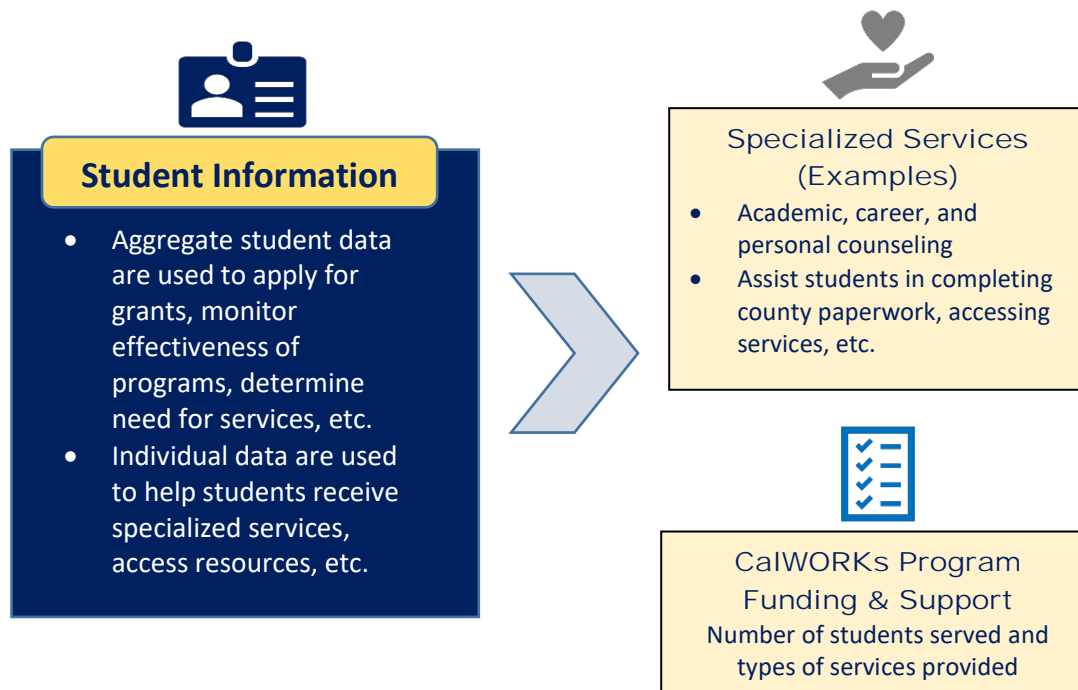 Student Information
• Aggregate student data
are used to apply for
grants, monitor
effectiveness of
programs, determine
need for services, etc.
• Individual data are used
to help students receive
specialized services,
access resources, etc.
Specialized Services
(Examples)
• Academic, career, and
personal counseling
• Assist students in completing
county paperwork, accessing
services, etc.
CalWORKs Program
Funding & Support
Number of students served and
types of services provided